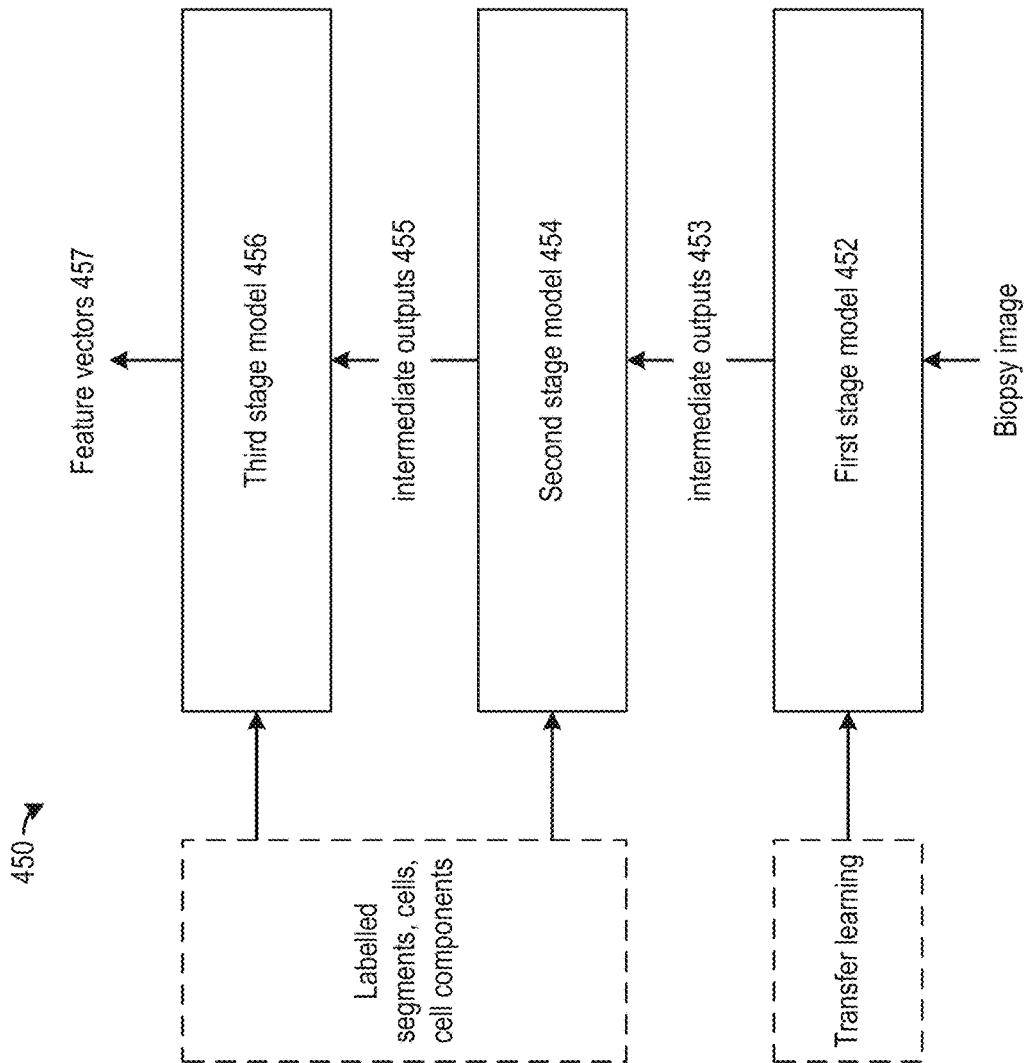 450
Feature vectors 457
Third stage model 456
intermediate outputs 455
Second stage model 454
intermediate outputs 453
First stage model 452
Biopsy image
Labelled
segments, cells,
cell components
Transfer learning